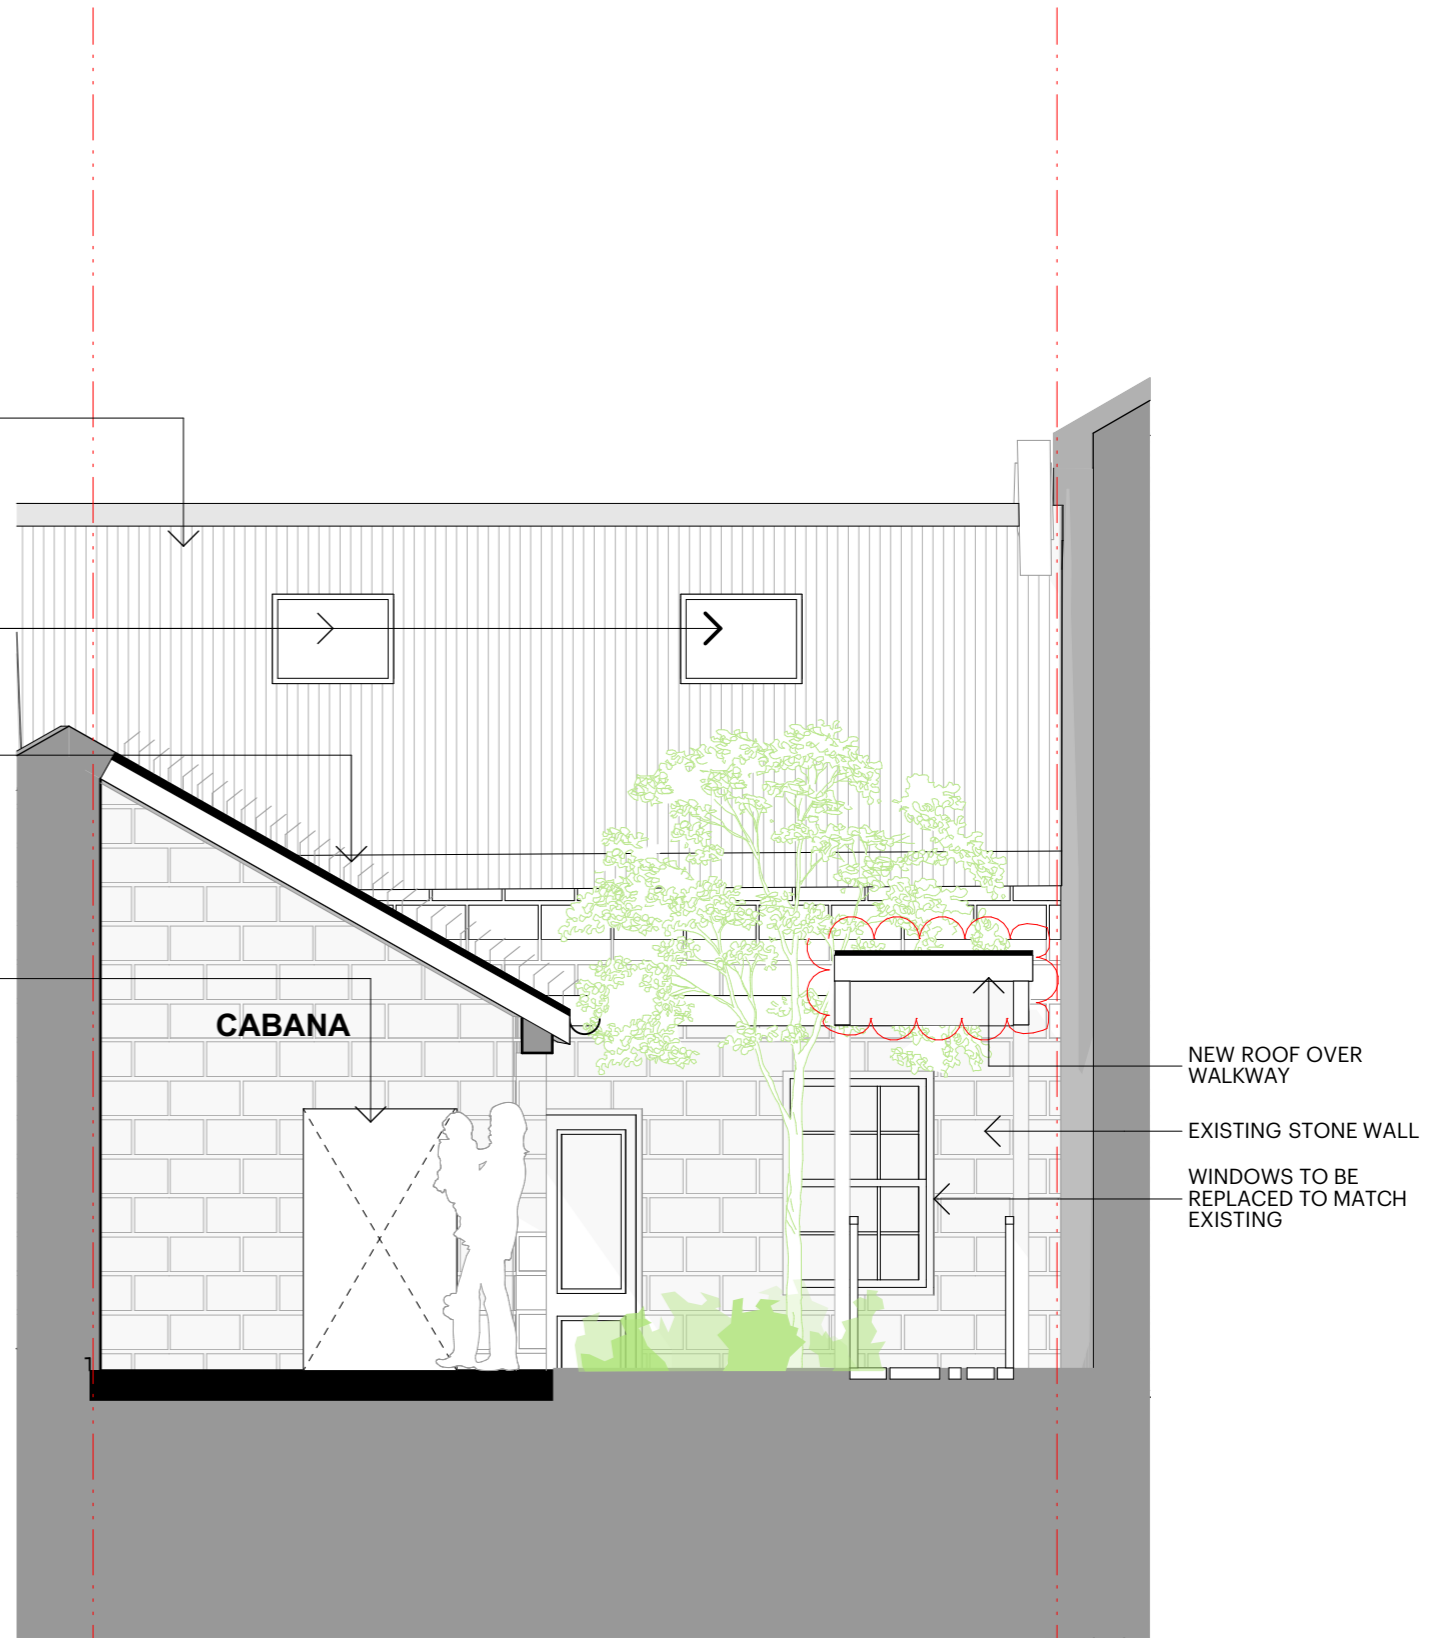 CABANA
NEW ROOF OVER
WALKWAY
EXISTING STONE WALL
WINDOWS TO BE
REPLACED TO MATCH
EXISTING